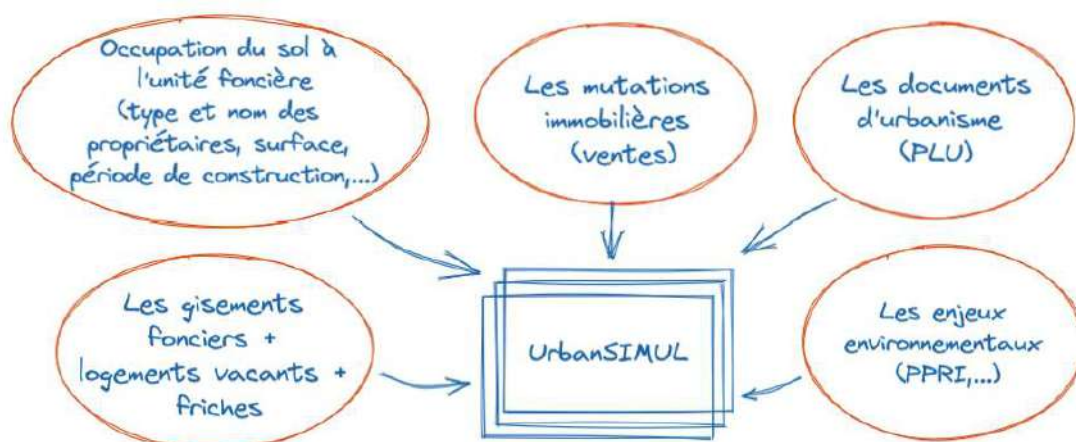 Occupation du sol à
l'unité foncière
(type et nom des
propriétaires, surface,
période de construction,...)
Les mutations
immobilières
(ventes)
Les documents
d'urbanisme
(PLU)
Les gisements
fonciers +
logements vacants +
friches
UrbanSIMUL
Les enjeux
environnementaux
(PPRI,...)